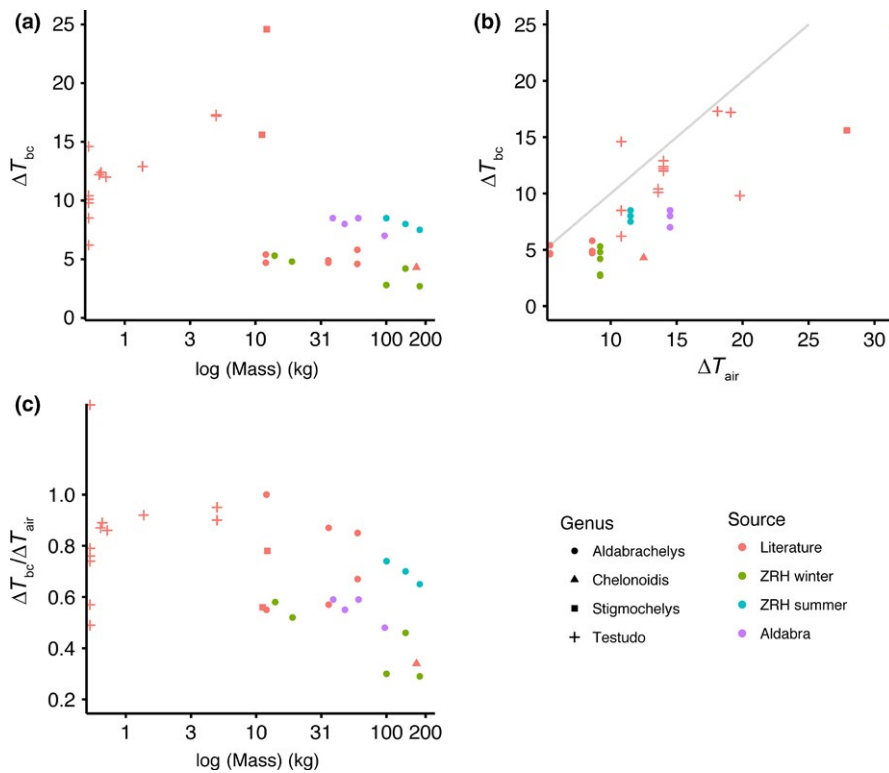 (a)
25
20
15
10
5
0
ΔTbc
1 3 10 31 100 200
log (Mass) (kg)
(b)
25
20
15
10
5
0
ΔTbc
10 15 20 25 30
ΔTair
(c)
1.0
0.8
0.6
0.4
0.2
ΔTbc/ΔTair
1 3 10 31 100 200
log (Mass) (kg)
Genus
Aldabrachelys
Chelonoidis
Stigmochelys
Testudo
Source
Literature
ZRH winter
ZRH summer
Aldabra